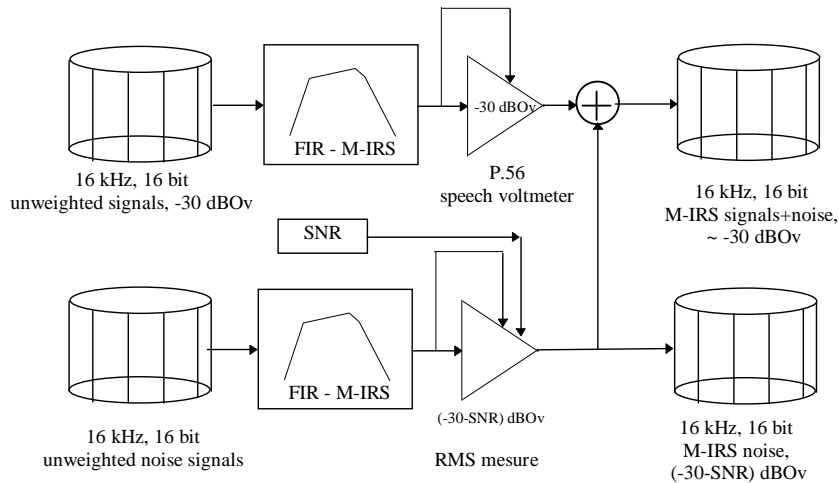 -30 dBOv
FIR - M-IRS
16 kHz, 16 bit
unweighted signals, -30 dBOv
P.56
speech voltmeter
16 kHz, 16 bit
M-IRS signals+noise,
~ -30 dBOv
SNR
FIR - M-IRS
(-30-SNR) dBOv
16 kHz, 16 bit
unweighted noise signals
RMS mesure
16 kHz, 16 bit
M-IRS noise,
(-30-SNR) dBOv